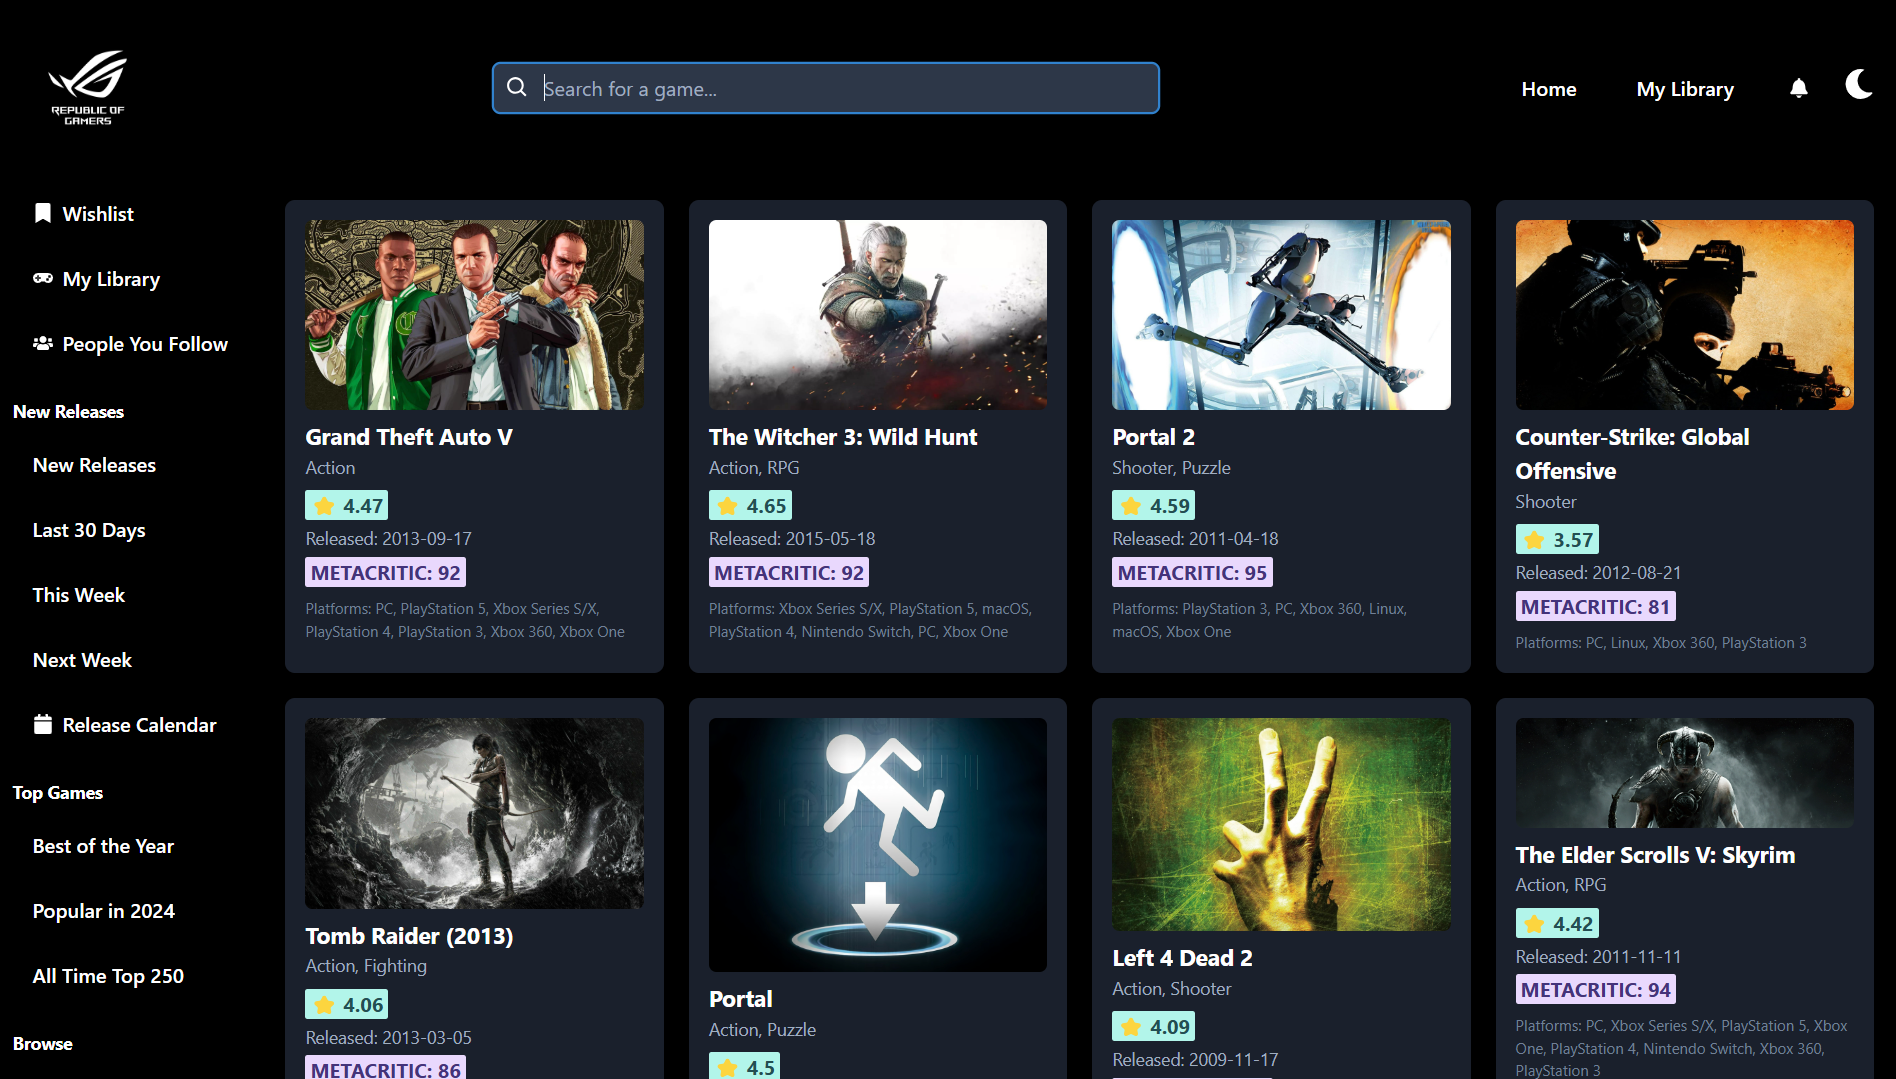 REPUBLIC OF
GAMERS
Search for a game...
Home
My Library
Wishlist
My Library
People You Follow
New Releases
New Releases
Last 30 Days
This Week
Next Week
Release Calendar
Top Games
Best of the Year
Popular in 2024
All Time Top 250
Browse
Grand Theft Auto V
Action
4.47
Released: 2013-09-17
METACRITIC: 92
Platforms: PC, PlayStation 5, Xbox Series S/X,
PlayStation 4, PlayStation 3, Xbox 360, Xbox One
The Witcher 3: Wild Hunt
Action, RPG
4.65
Released: 2015-05-18
METACRITIC: 92
Platforms: Xbox Series S/X, PlayStation 5, macOS,
PlayStation 4, Nintendo Switch, PC, Xbox One
Portal 2
Shooter, Puzzle
4.59
Released: 2011-04-18
METACRITIC: 95
Platforms: PlayStation 3, PC, Xbox 360, Linux,
macOS, Xbox One
Counter-Strike: Global
Offensive
Shooter
3.57
Released: 2012-08-21
METACRITIC: 81
Platforms: PC, Linux, Xbox 360, PlayStation 3
Tomb Raider (2013)
Action, Fighting
4.06
Released: 2013-03-05
METACRITIC: 86
Portal
Action, Puzzle
4.5
Left 4 Dead 2
Action, Shooter
4.09
Released: 2009-11-17
The Elder Scrolls V: Skyrim
Action, RPG
4.42
Released: 2011-11-11
METACRITIC: 94
Platforms: PC, Xbox Series S/X, PlayStation 5, Xbox
One, PlayStation 4, Nintendo Switch, Xbox 360,
PlayStation 3